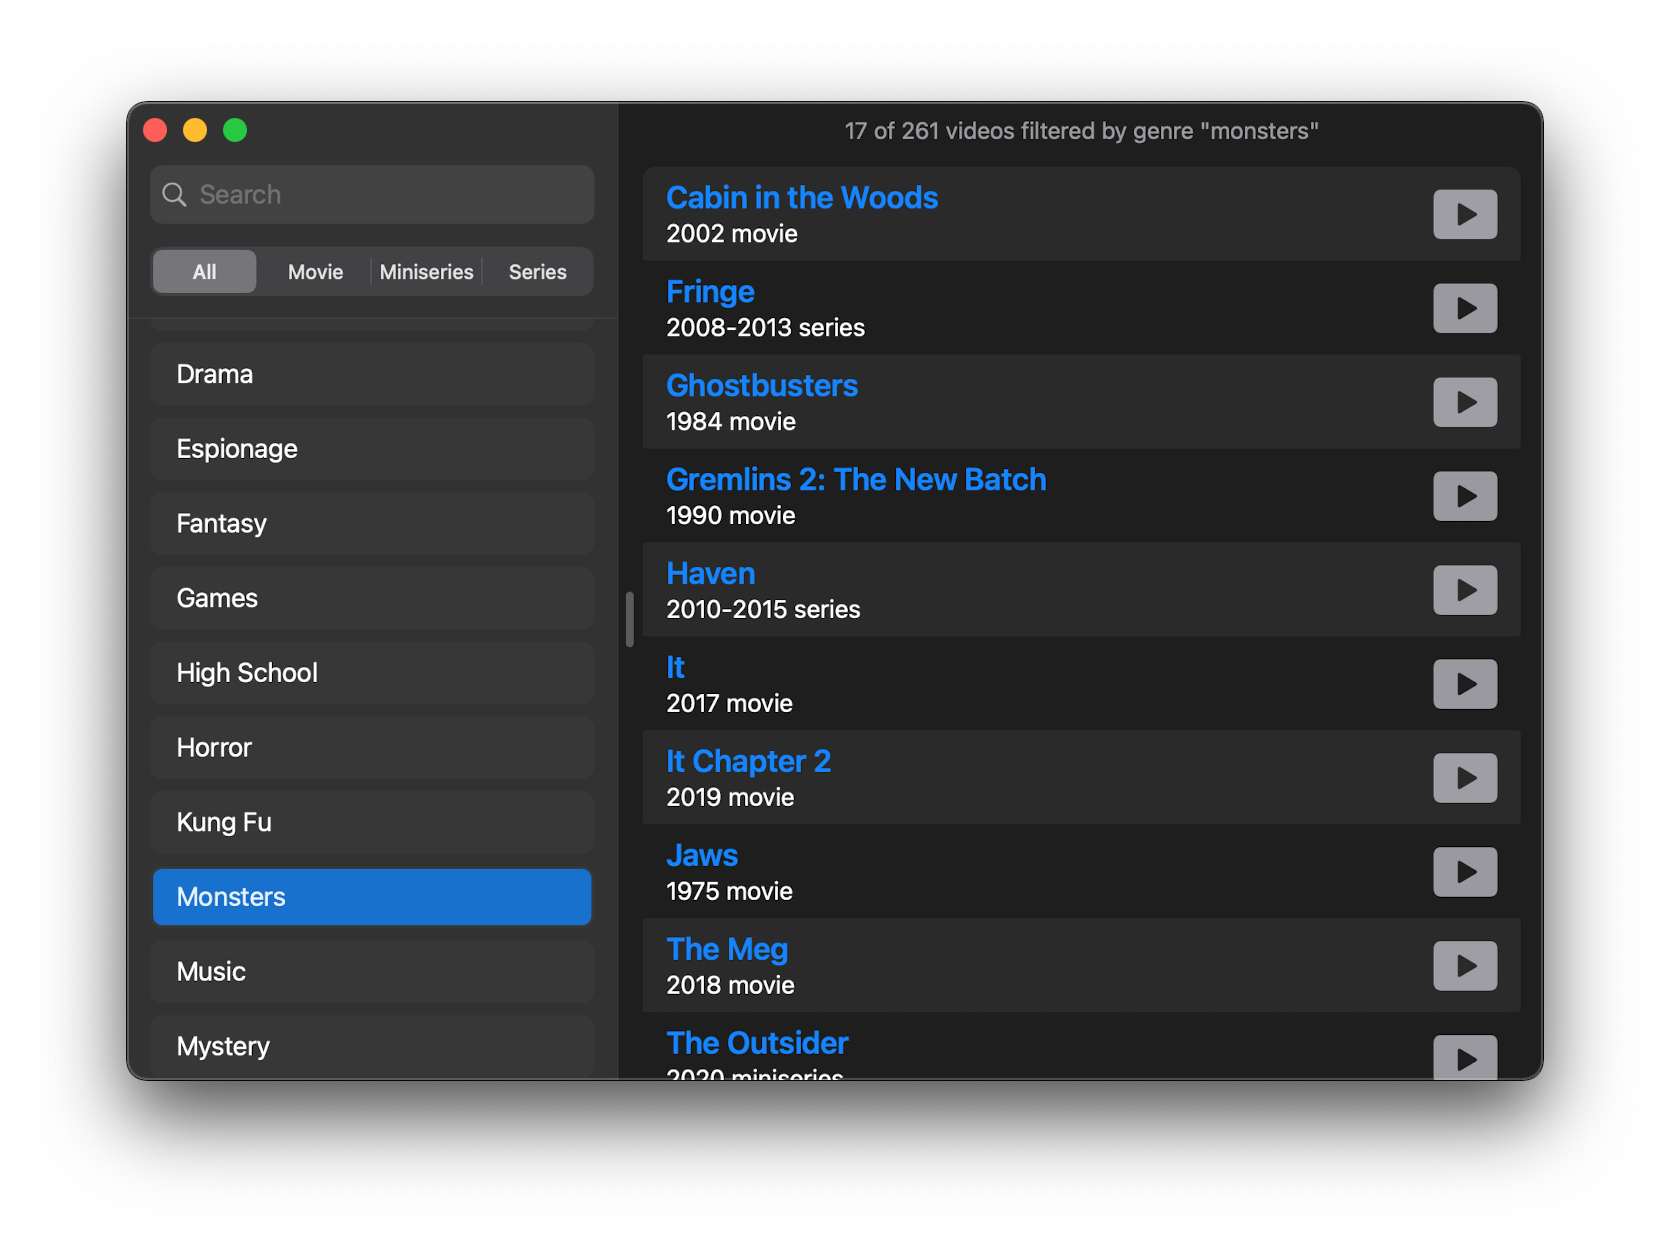 Search
All Movie Miniseries Series
Drama
Espionage
Fantasy
Games
High School
Horror
Kung Fu
Monsters
Music
Mystery
17 of 261 videos filtered by genre "monsters"
Cabin in the Woods
2002 movie
Fringe
2008-2013 series
Ghostbusters
1984 movie
Gremlins 2: The New Batch
1990 movie
Haven
2010-2015 series
It
2017 movie
It Chapter 2
2019 movie
Jaws
1975 movie
The Meg
2018 movie
The Outsider
2020 miniseries